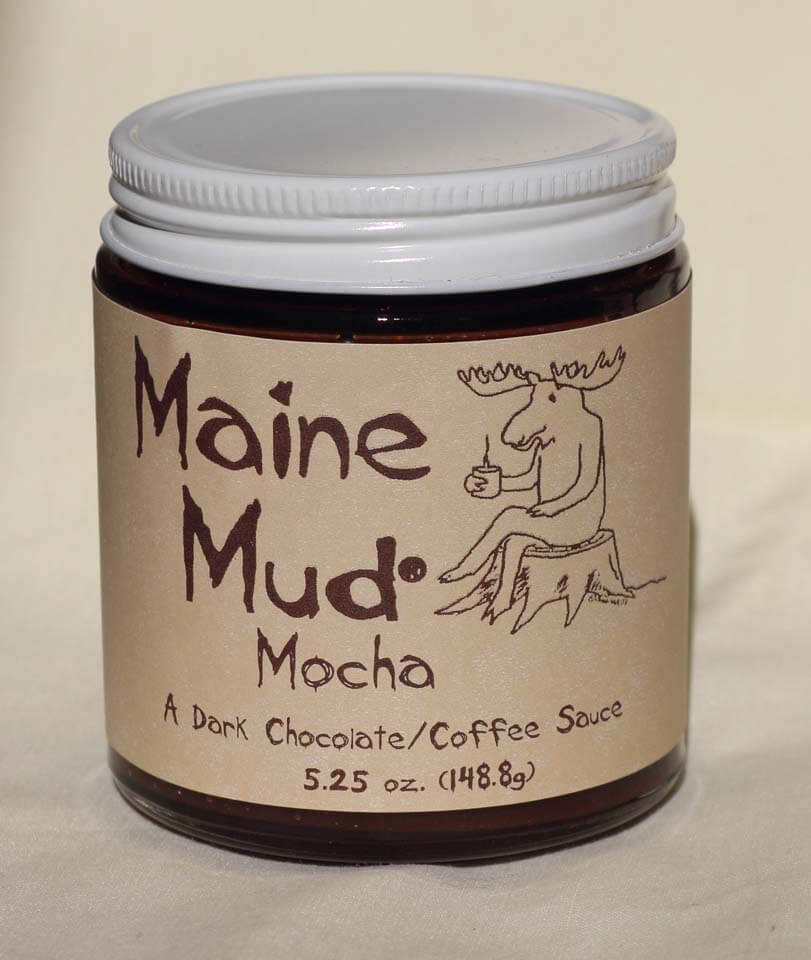 Maine
Mud®
Mocha
A Dark Chocolate/Coffee Sauce
5.25 oz. (148.8g)